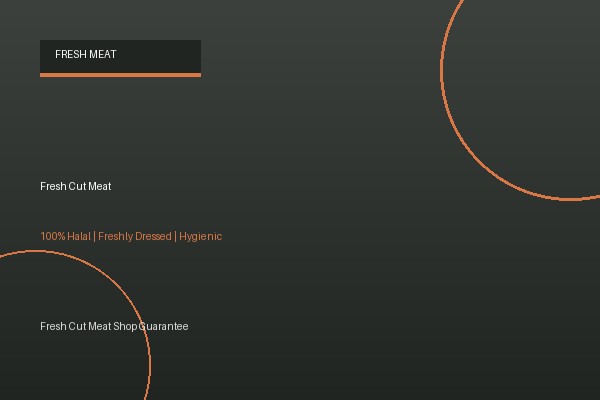 FRESH MEAT
Fresh Cut Meat
100% Halal | Freshly Dressed | Hygienic
Fresh Cut Meat Shop Guarantee